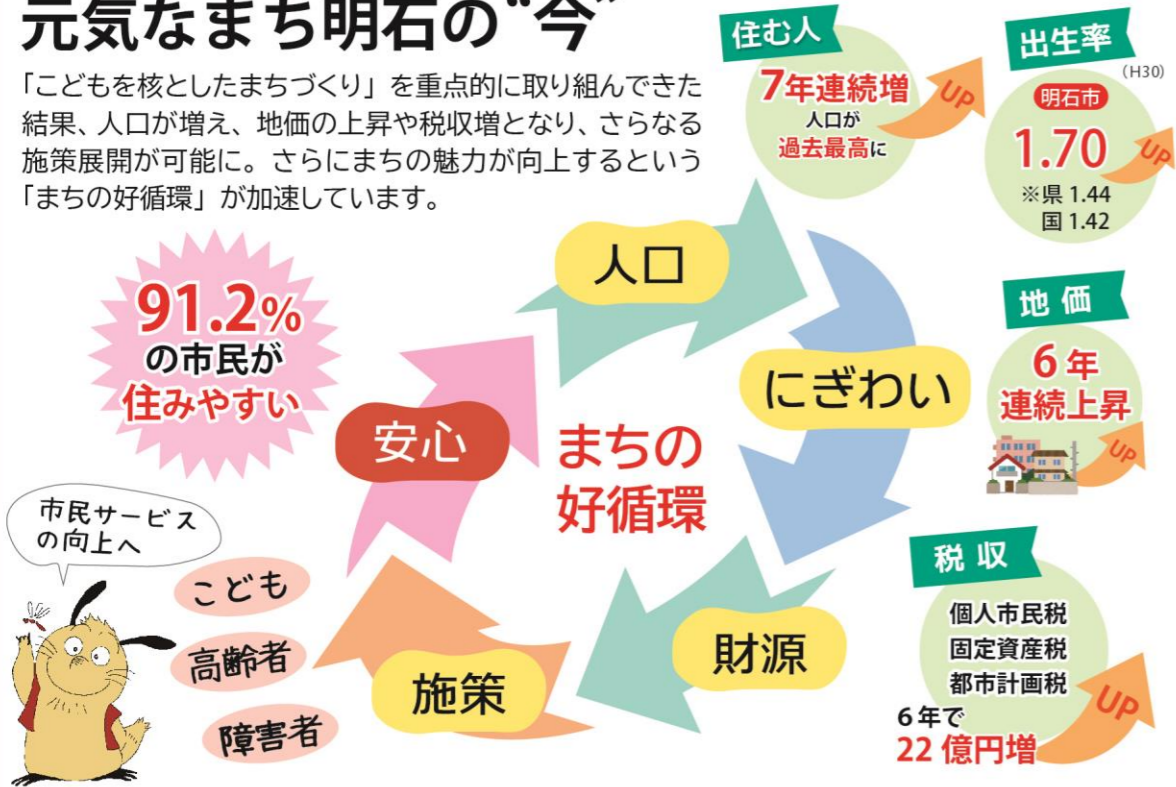 元気なまち明石の“今”
「こどもを核としたまちづくり」を重点的に取り組んできた
結果、人口が増え、地価の上昇や税収増となり、さらなる
施策展開が可能に。さらにまちの魅力が向上するという
「まちの好循環」が加速しています。
住む人
7年連続増
人口が
過去最高に
UP
出生率
(H30)
明石市
1.70
※県 1.44
国 1.42
UP
91.2%
の市民が
住みやすい
人口
にぎわい
安心
まちの
好循環
財源
施策
地価
6年
連続上昇
UP
税収
個人市民税
固定資産税
都市計画税
6年で
22億円増
UP
市民サービス
の向上へ
こども
高齢者
障害者